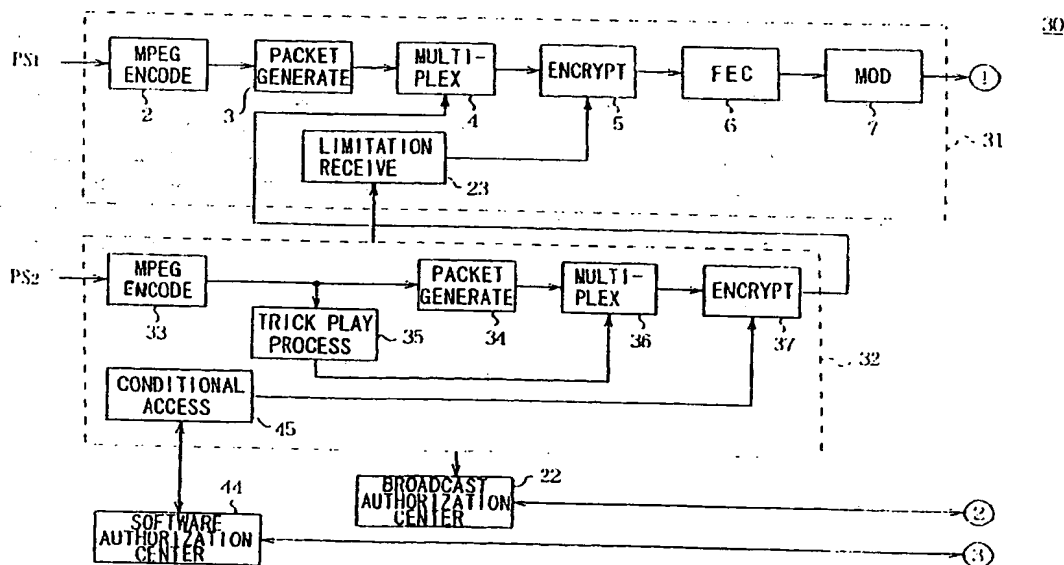 30
PS1
MPEG
ENCODE
2
PACKET
GENERATE
3
MULTI-
PLEX
4
ENCRYPT
5
FEC
6
MOD
7
1
LIMITATION
RECEIVE
23
31
PS2
MPEG
ENCODE
33
TRICK PLAY
PROCESS
35
PACKET
GENERATE
34
MULTI-
PLEX
36
ENCRYPT
37
32
CONDITIONAL
ACCESS
45
44
SOFTWARE
AUTHORIZATION
CENTER
22
BROADCAST
AUTHORIZATION
CENTER
2
3